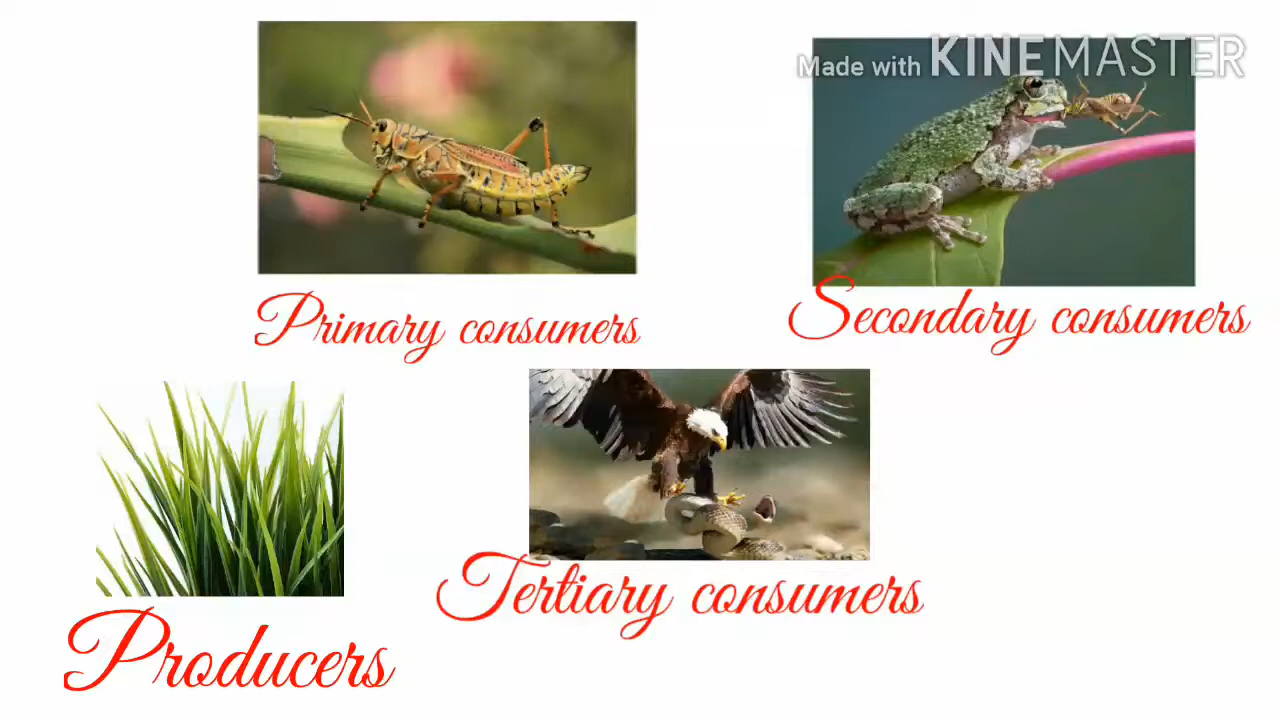 Made with KINEMASTER
Primary consumers
Secondary consumers
Tertiary consumers
Producers